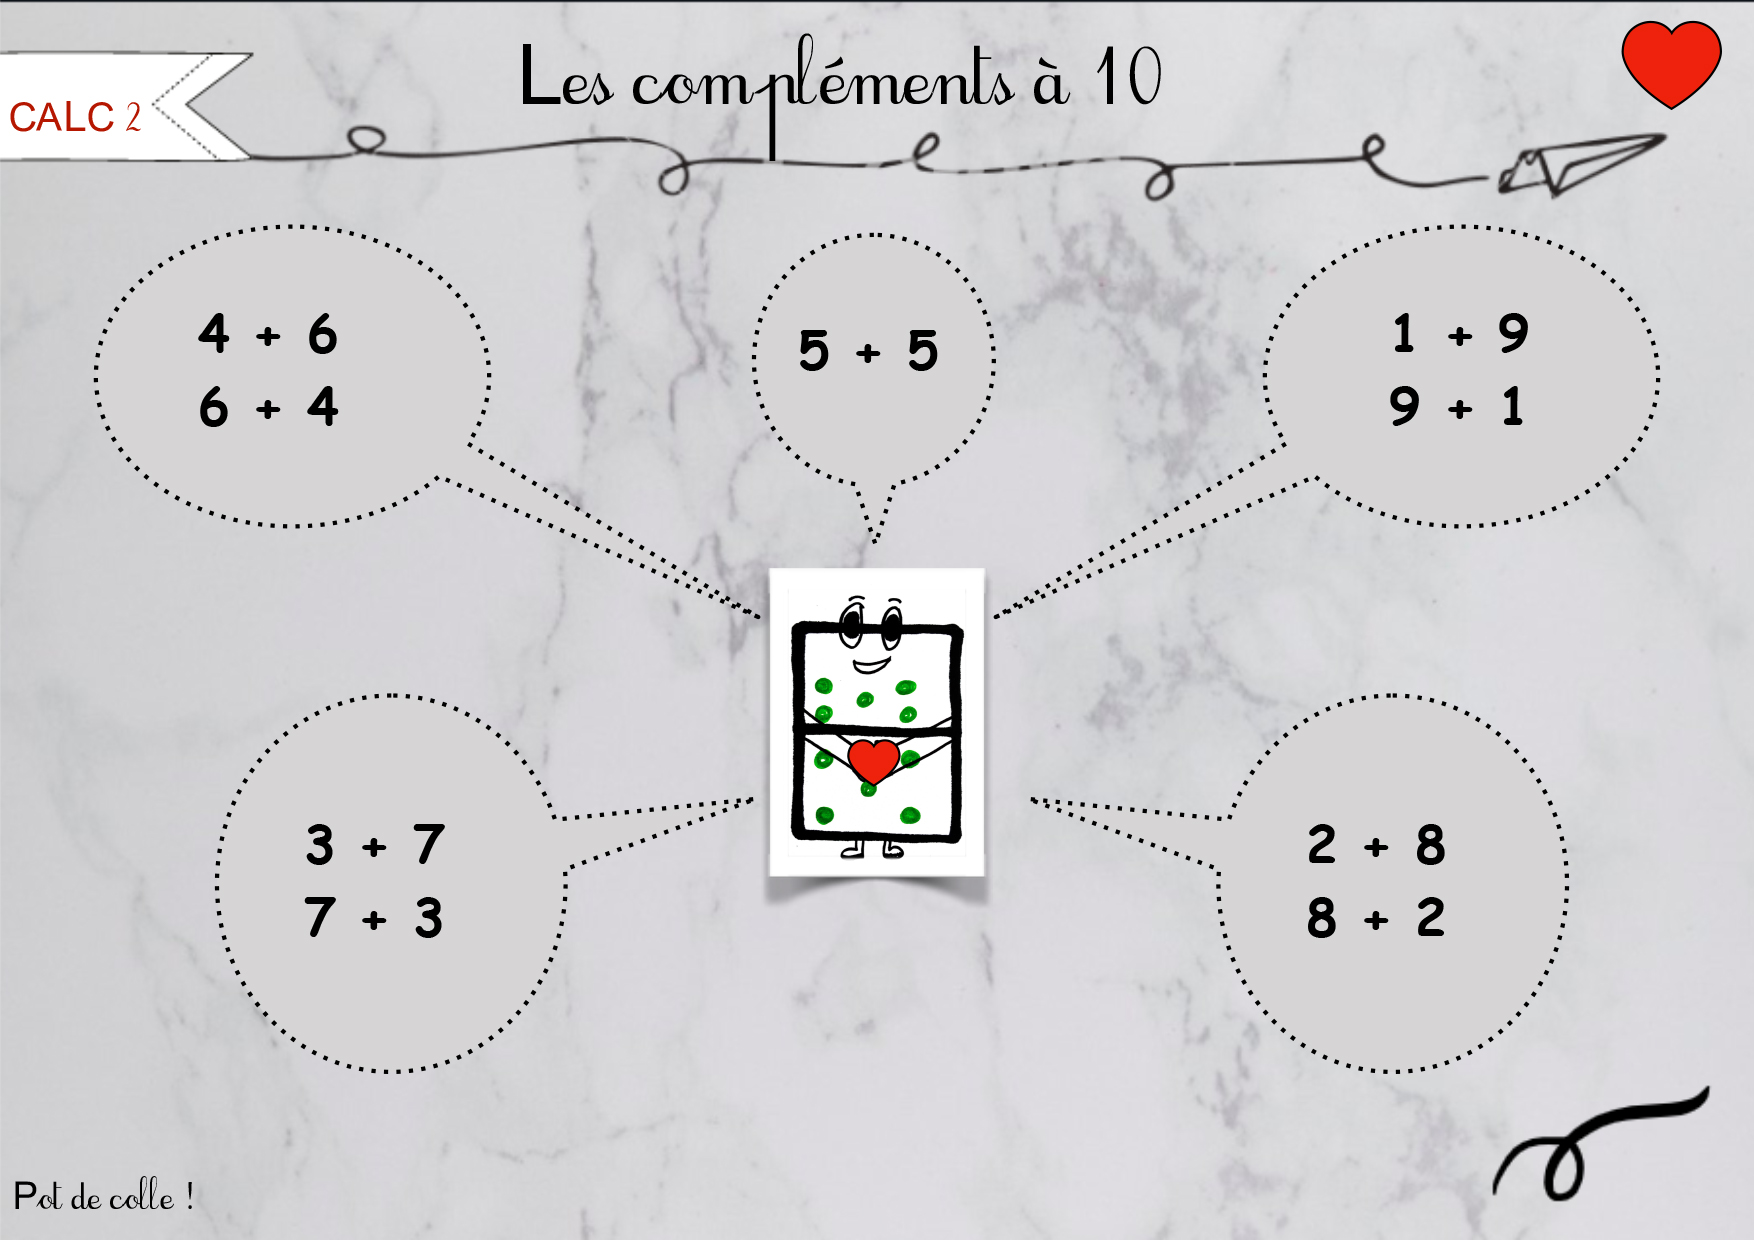 Les compléments à 10
CALC 2
4 + 6
6 + 4
5 + 5
1 + 9
9 + 1
3 + 7
7 + 3
2 + 8
8 + 2
Pot de colle !